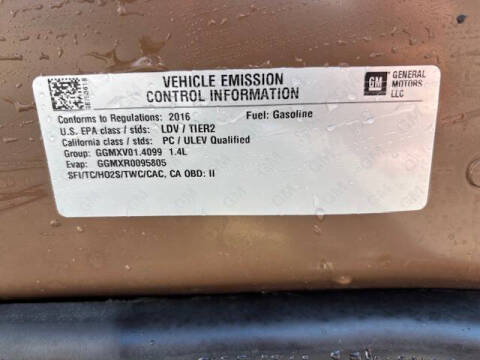 VEHICLE EMISSION
CONTROL INFORMATION
GM
GENERAL
MOTORS
LLC
Conforms to Regulations: 2016 Fuel: Gasoline
U.S. EPA class / stds: LDV / TIER2
California class / stds: PC / ULEV Qualified
Group: GGMXV01.4099 1.4L
Evap: GGMXR0095805
SFI/TC/HO2S/TWC/CAC, CA OBD: II